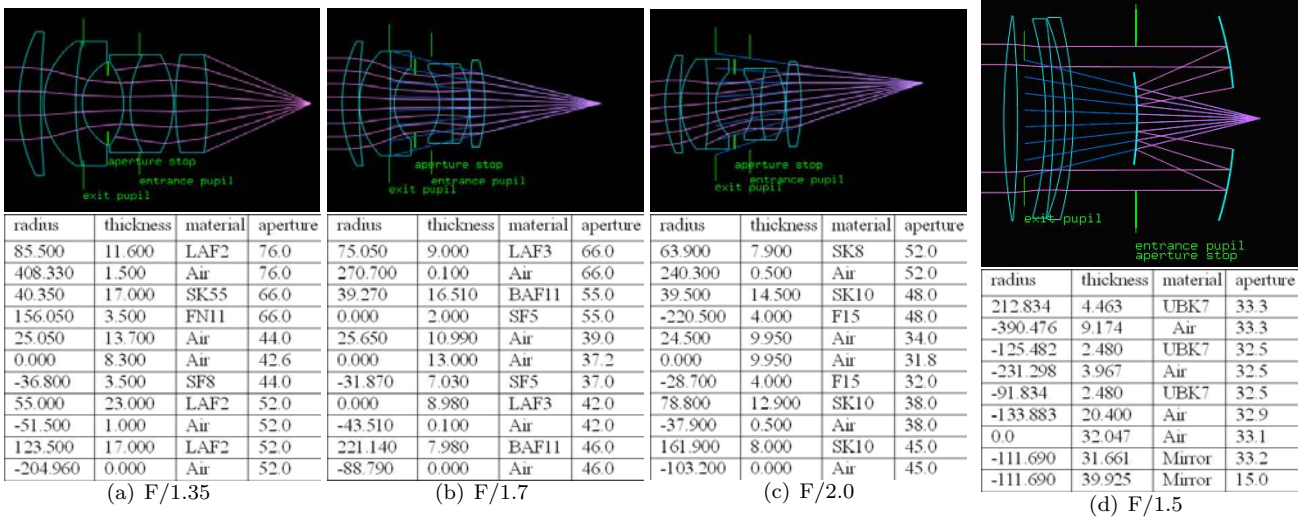 aperture stop
entrance pupil
exit pupil
aperture stop
entrance pupil
exit pupil
aperture stop
entrance pupil
exit pupil
exit pupil
entrance pupil
aperture stop
radius thickness material aperture
85.500 11.600 LAF2 76.0
408.330 1.500 Air 76.0
40.350 17.000 SK55 66.0
156.050 3.500 FN11 66.0
25.050 13.700 Air 44.0
0.000 8.300 Air 42.6
-36.800 3.500 SF8 44.0
55.000 23.000 LAF2 52.0
-51.500 1.000 Air 52.0
123.500 17.000 LAF2 52.0
-204.960 0.000 Air 52.0
(a) F/1.35
radius thickness material aperture
75.050 9.000 LAF3 66.0
270.700 0.100 Air 66.0
39.270 16.510 BAF11 55.0
0.000 2.000 SF5 55.0
25.650 10.990 Air 39.0
0.000 13.000 Air 37.2
-31.870 7.030 SF5 37.0
0.000 8.980 LAF3 42.0
-43.510 0.100 Air 42.0
221.140 7.980 BAF11 46.0
-88.790 0.000 Air 46.0
(b) F/1.7
radius thickness material aperture
63.900 7.900 SK8 52.0
240.300 0.500 Air 52.0
39.500 14.500 SK10 48.0
-220.500 4.000 F15 48.0
24.500 9.950 Air 34.0
0.000 9.950 Air 31.8
-28.700 4.000 F15 32.0
78.800 12.900 SK10 38.0
-37.900 0.500 Air 38.0
161.900 8.000 SK10 45.0
-103.200 0.000 Air 45.0
(c) F/2.0
radius thickness material aperture
212.834 4.463 UBK7 33.3
-390.476 9.174 Air 33.3
-125.482 2.480 UBK7 32.5
-231.298 3.967 Air 32.5
-91.834 2.480 UBK7 32.5
-133.883 20.400 Air 32.9
0.0 32.047 Air 33.1
-111.690 31.661 Mirror 33.2
-111.690 39.925 Mirror 15.0
(d) F/1.5